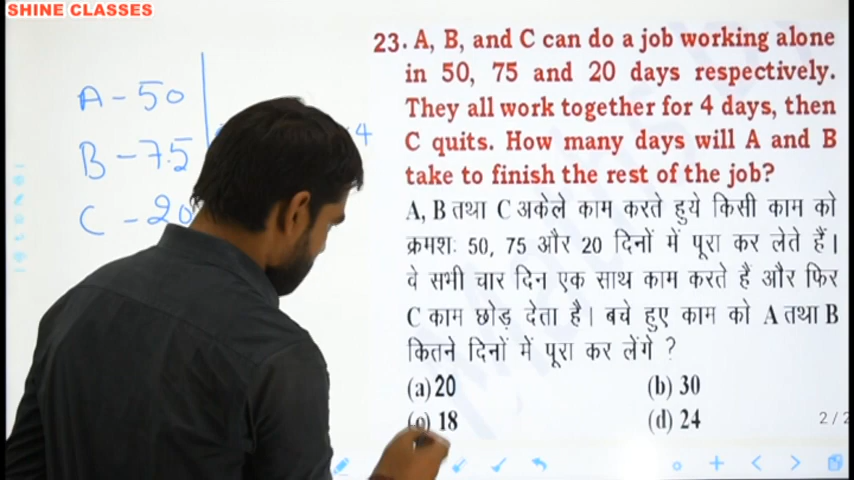 SHINE CLASSES
A - 50
B - 75
C - 20
4
23. A, B, and C can do a job working alone
in 50, 75 and 20 days respectively.
They all work together for 4 days, then
C quits. How many days will A and B
take to finish the rest of the job?
A, B तथा C अकेले काम करते हुये किसी काम को
क्रमशः 50, 75 और 20 दिनों में पूरा कर लेते हैं।
वे सभी चार दिन एक साथ काम करते हैं और फिर
C काम छोड़ देता है। बचे हुए काम को A तथा B
कितने दिनों में पूरा कर लेंगे ?
(a) 20 (b) 30
(c) 18 (d) 24
2/2